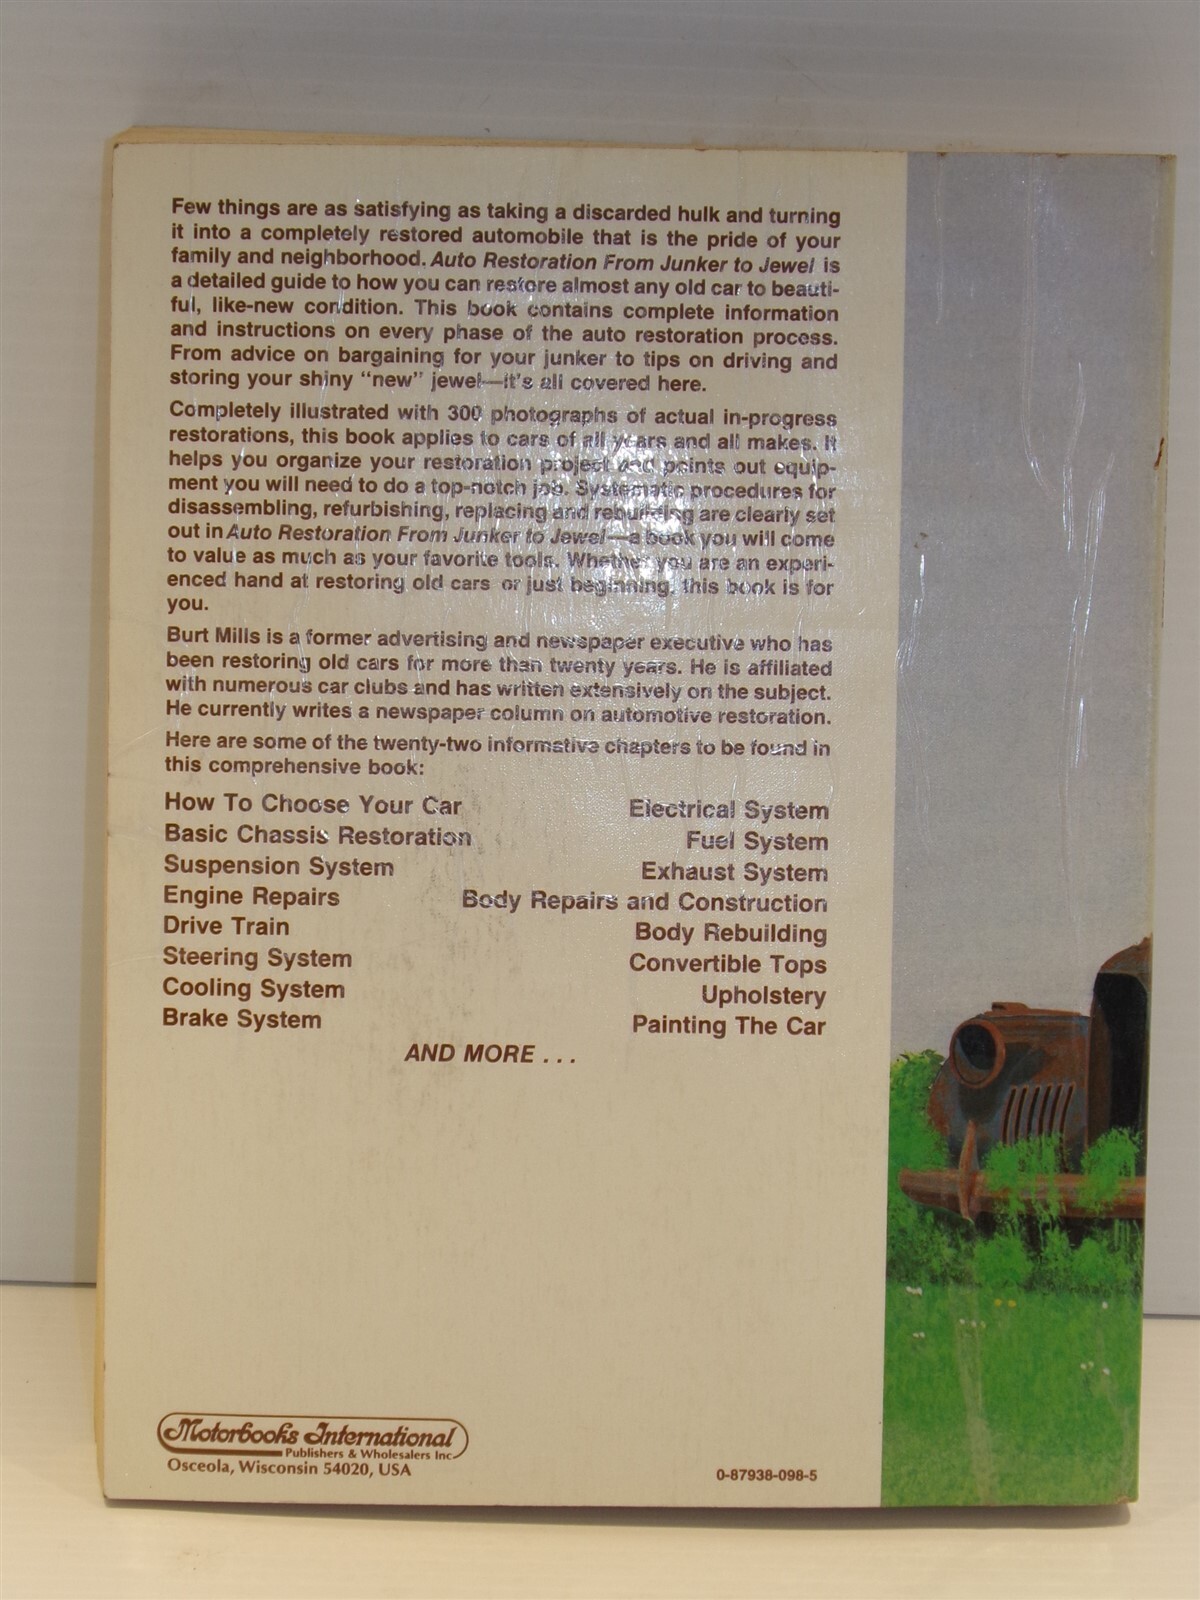 Few things are as satisfying as taking a discarded hulk and turning
it into a completely restored automobile that is the pride of your
family and neighborhood. Auto Restoration From Junker to Jewel is
a detailed guide to how you can restore almost any old car to beauti-
ful, like-new condition. This book contains complete information
and instructions on every phase of the auto restoration process.
From advice on bargaining for your junker to tips on driving and
storing your shiny "new" jewel—it's all covered here.
Completely illustrated with 300 photographs of actual in-progress
restorations, this book applies to cars of all years and all makes. It
helps you organize your restoration project and points out equip-
ment you will need to do a top-notch job. Systematic procedures for
disassembling, refurbishing, replacing and rebuilding are clearly set
out in Auto Restoration From Junker to Jewel—a book you will come
to value as much as your favorite tools. Whether you are an experi-
enced hand at restoring old cars or just beginning, this book is for
you.
Burt Mills is a former advertising and newspaper executive who has
been restoring old cars for more than twenty years. He is affiliated
with numerous car clubs and has written extensively on the subject.
He currently writes a newspaper column on automotive restoration.
Here are some of the twenty-two informative chapters to be found in
this comprehensive book:
How To Choose Your Car
Basic Chassis Restoration
Suspension System
Engine Repairs
Drive Train
Steering System
Cooling System
Brake System
Electrical System
Fuel System
Exhaust System
Body Repairs and Construction
Body Rebuilding
Convertible Tops
Upholstery
Painting The Car
AND MORE . . .
Motorbooks International
Publishers & Wholesalers Inc
Osceola, Wisconsin 54020, USA
0-87938-098-5